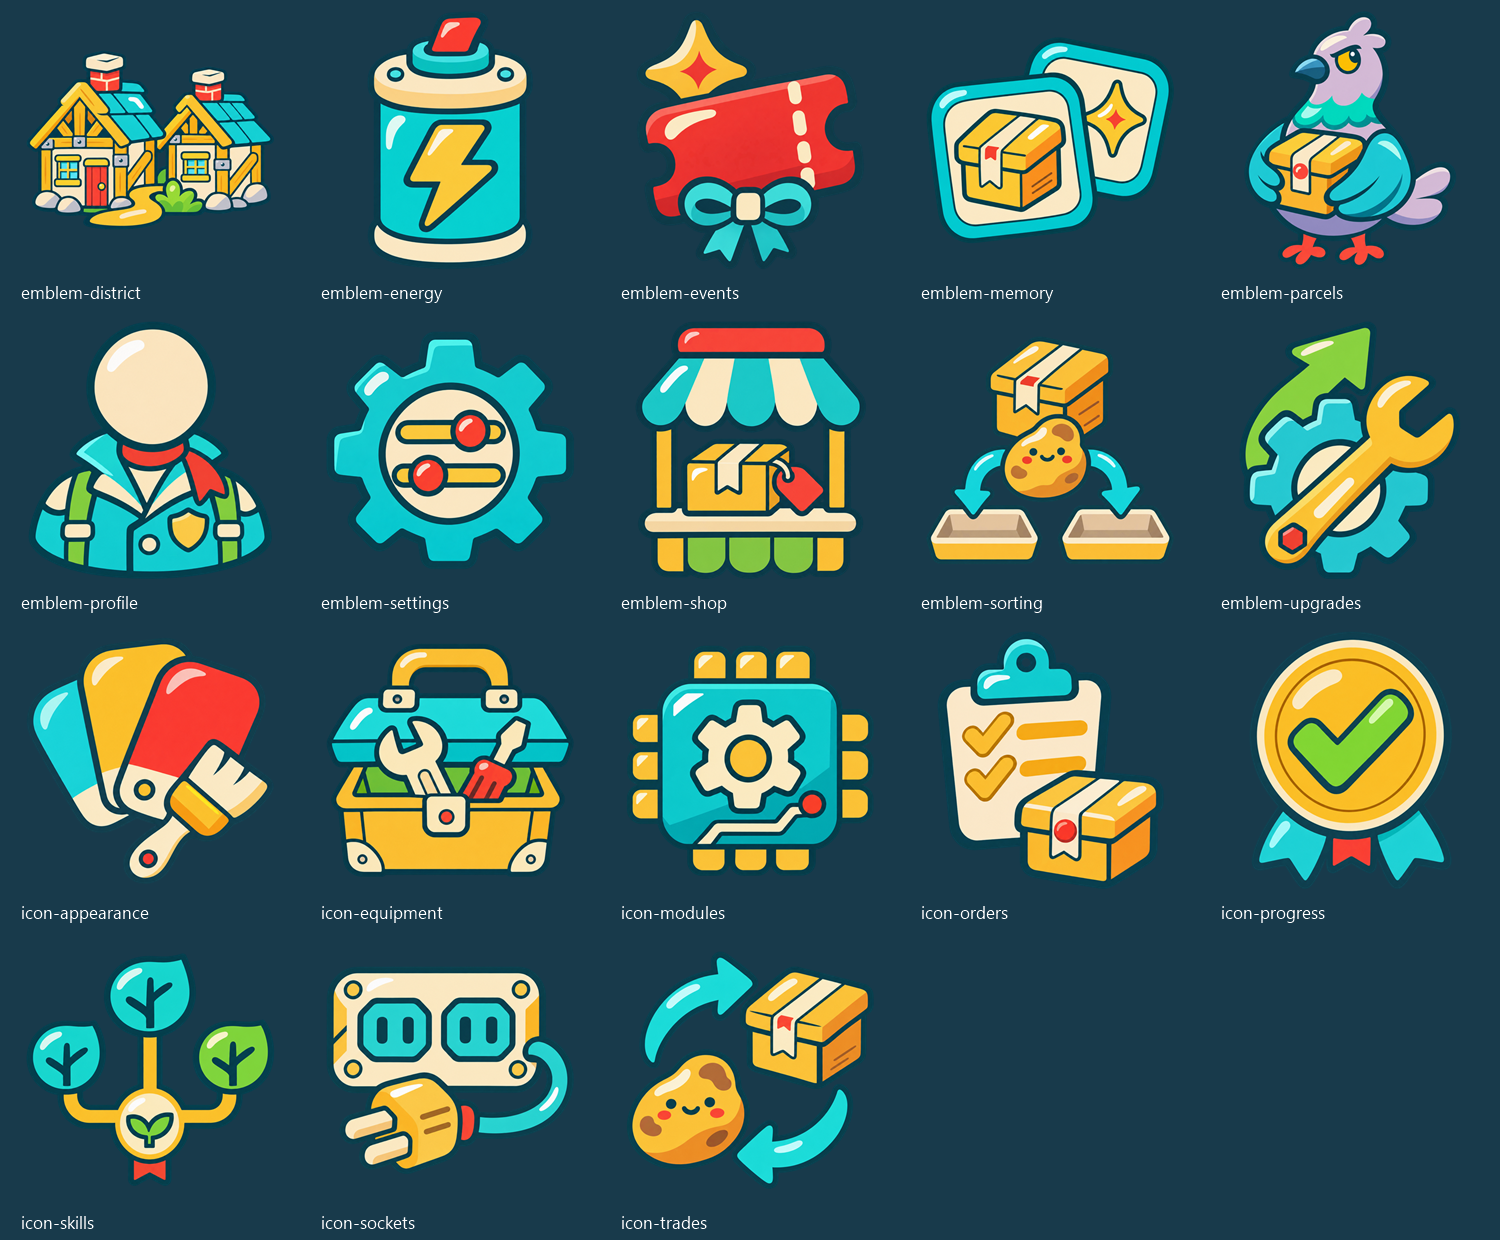 emblem-district
emblem-energy
emblem-events
emblem-memory
emblem-parcels
emblem-profile
emblem-settings
emblem-shop
emblem-sorting
emblem-upgrades
icon-appearance
icon-equipment
icon-modules
icon-orders
icon-progress
icon-skills
icon-sockets
icon-trades